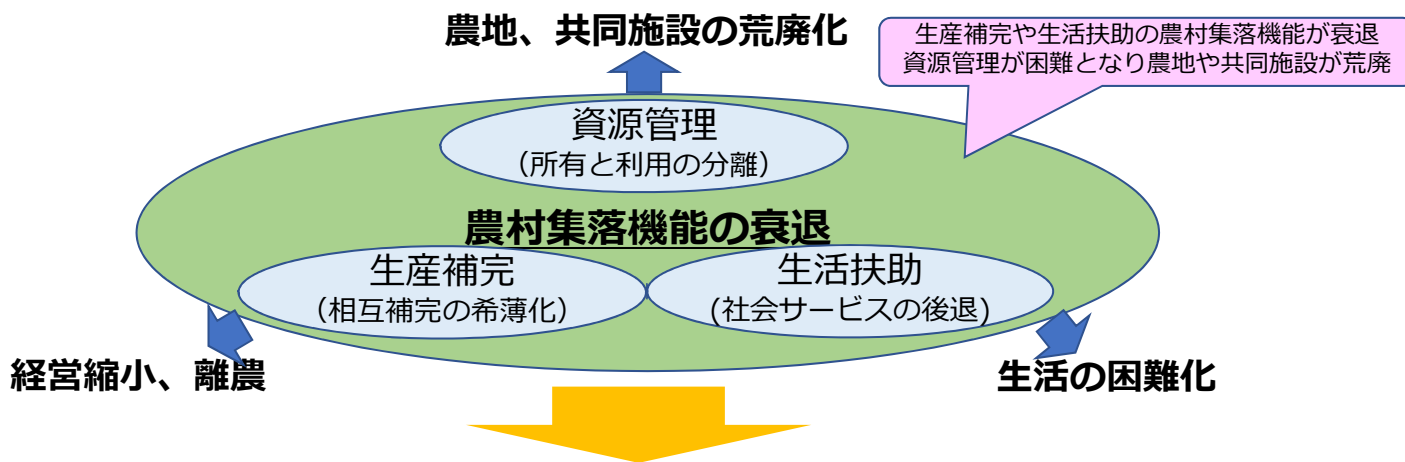 農地、共同施設の荒廃化
生産補完や生活扶助の農村集落機能が衰退
資源管理が困難となり農地や共同施設が荒廃
資源管理
（所有と利用の分離）
農村集落機能の衰退
生産補完
（相互補完の希薄化）
生活扶助
(社会サービスの後退)
経営縮小、離農
生活の困難化